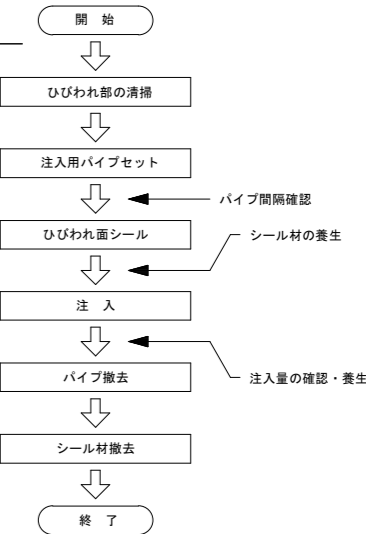 開　始
ひびわれ部の清掃
注入用パイプセット
パイプ間隔確認
ひびわれ面シール
シール材の養生
注　入
パイプ撤去
注入量の確認・養生
シール材撤去
終　了